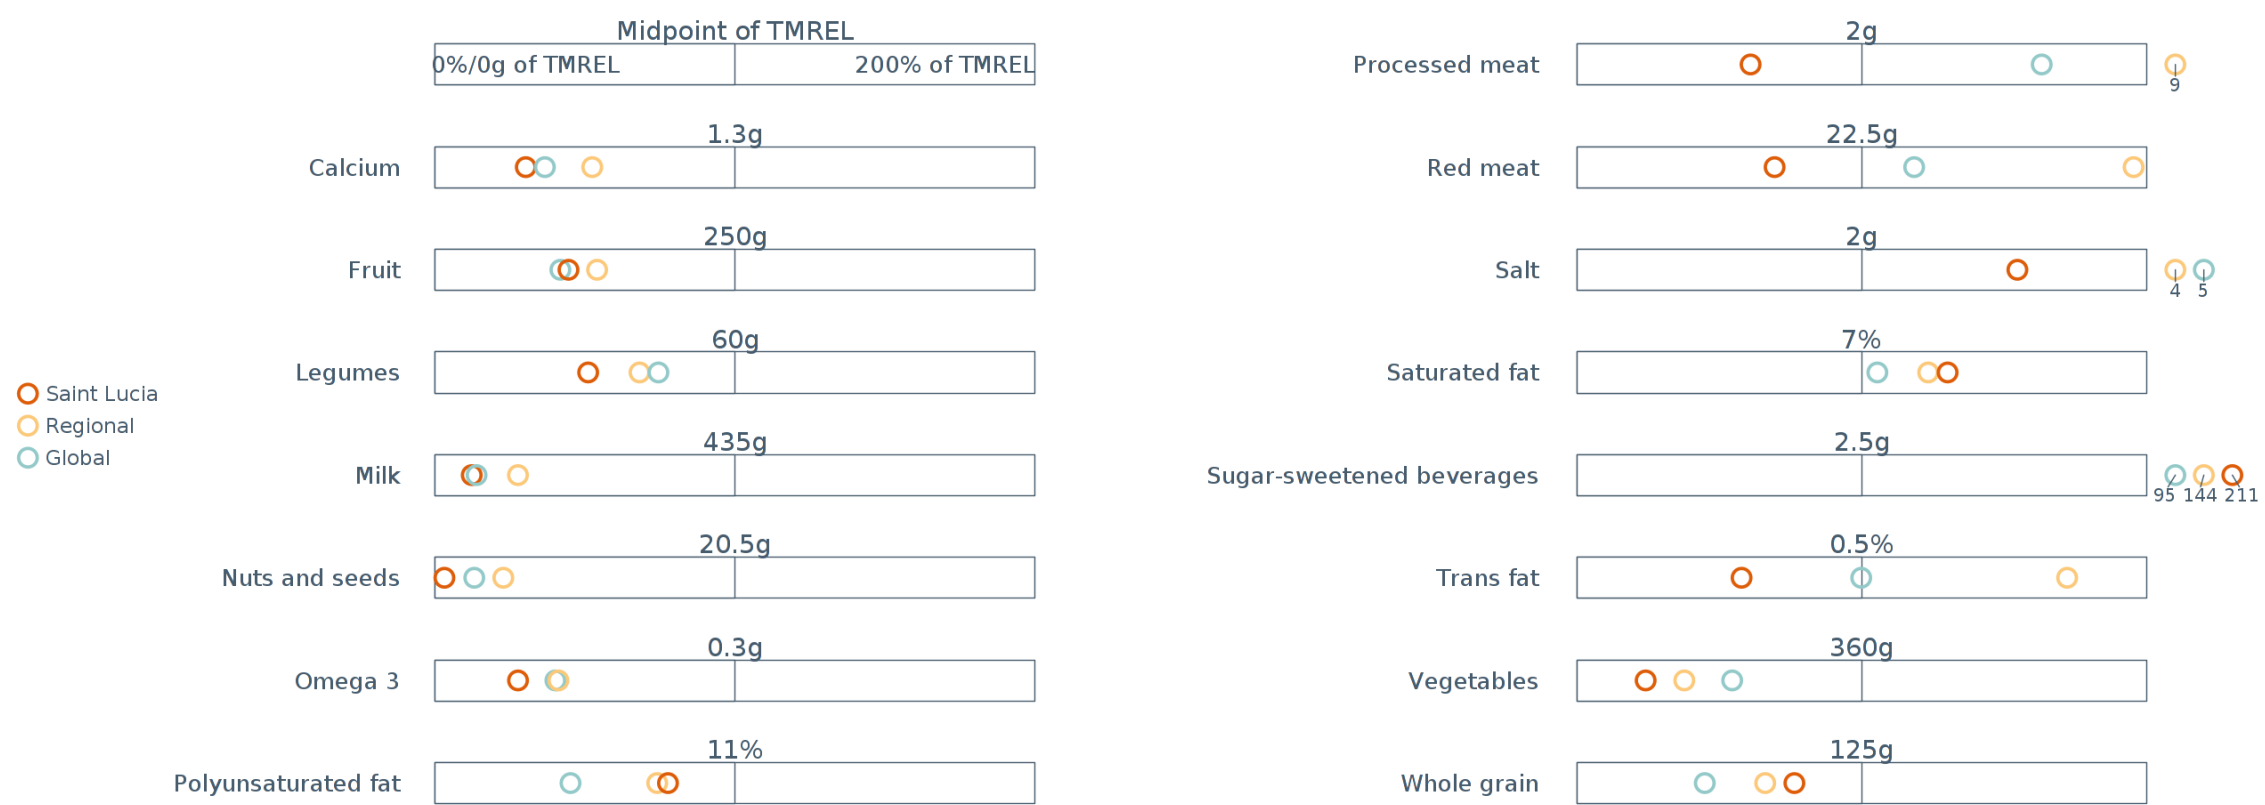 Midpoint of TMREL
0%/0g of TMREL
200% of TMREL
1.3g
Calcium
250g
Fruit
60g
Legumes
Saint Lucia
Regional
Global
435g
Milk
20.5g
Nuts and seeds
0.3g
Omega 3
11%
Polyunsaturated fat
2g
Processed meat
9
22.5g
Red meat
2g
Salt
4
5
7%
Saturated fat
2.5g
Sugar-sweetened beverages
95 144 211
0.5%
Trans fat
360g
Vegetables
125g
Whole grain